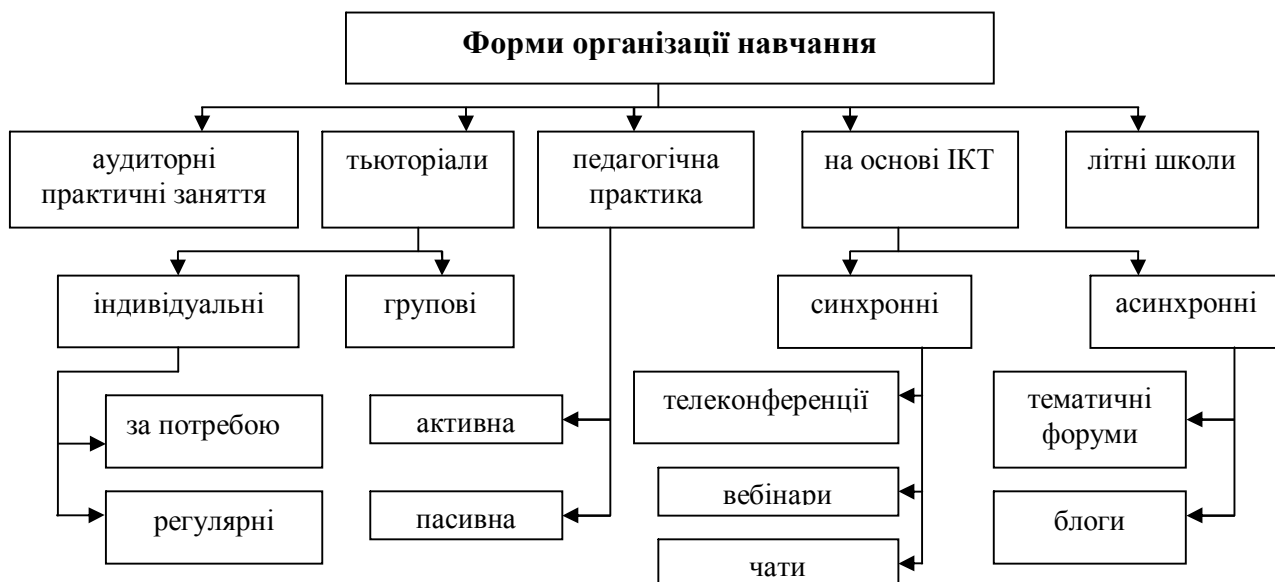 Форми організації навчання
аудиторні
практичні заняття
тьюторіали
педагогічна
практика
на основі ІКТ
літні школи
індивідуальні
групові
синхронні
асинхронні
за потребою
регулярні
активна
пасивна
телеконференції
вебінари
чати
тематичні
форуми
блоги